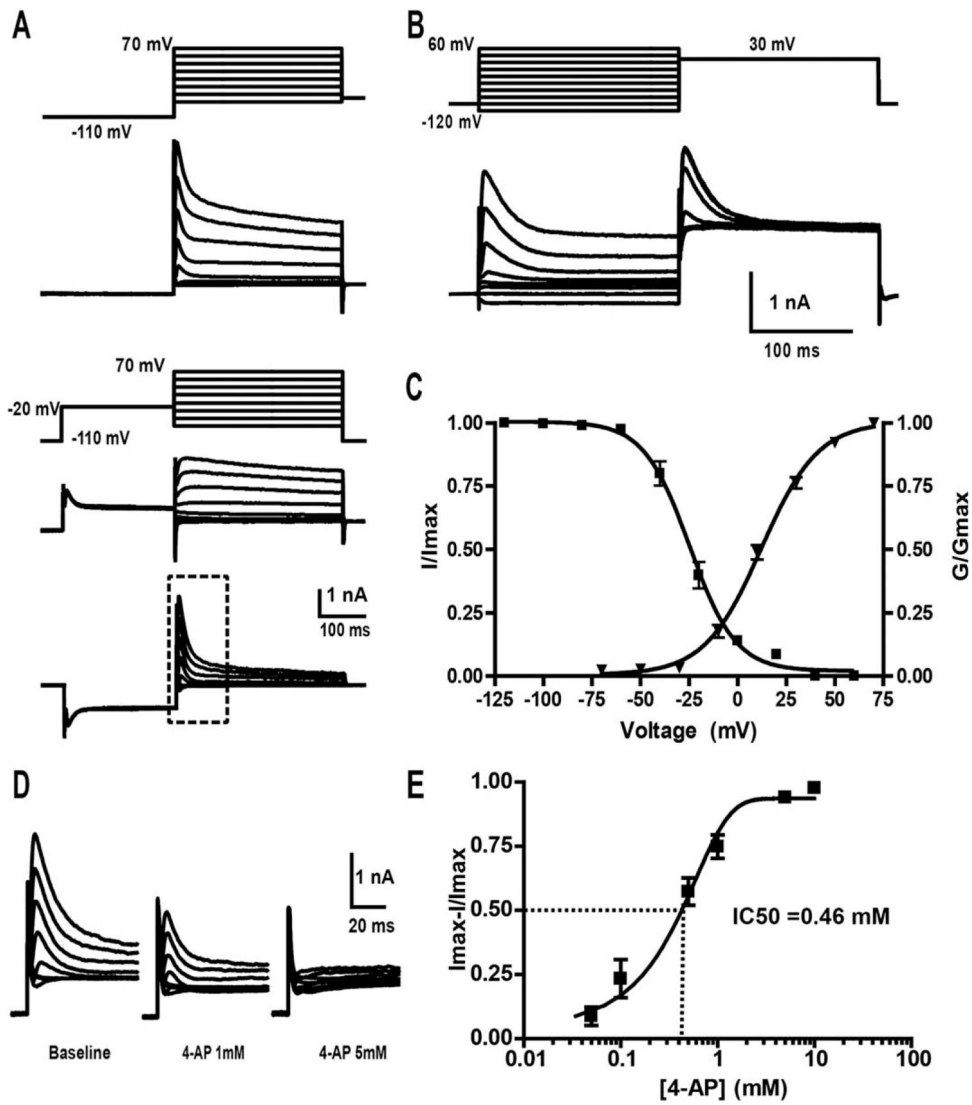 A
70 mV
-110 mV
B
60 mV
30 mV
-120 mV
1 nA
100 ms
70 mV
-20 mV
-110 mV
1 nA
100 ms
C
1.00
0.75
0.50
0.25
0.00
I/Imax
1.00
0.75
0.50
0.25
0.00
G/Gmax
-125 -100 -75 -50 -25 0 25 50 75
Voltage (mV)
D
1 nA
20 ms
Baseline
4-AP 1mM
4-AP 5mM
E
1.00
0.75
0.50
0.25
0.00
Imax-I/Imax
IC50 =0.46 mM
0.01 0.1 1 10 100
[4-AP] (mM)